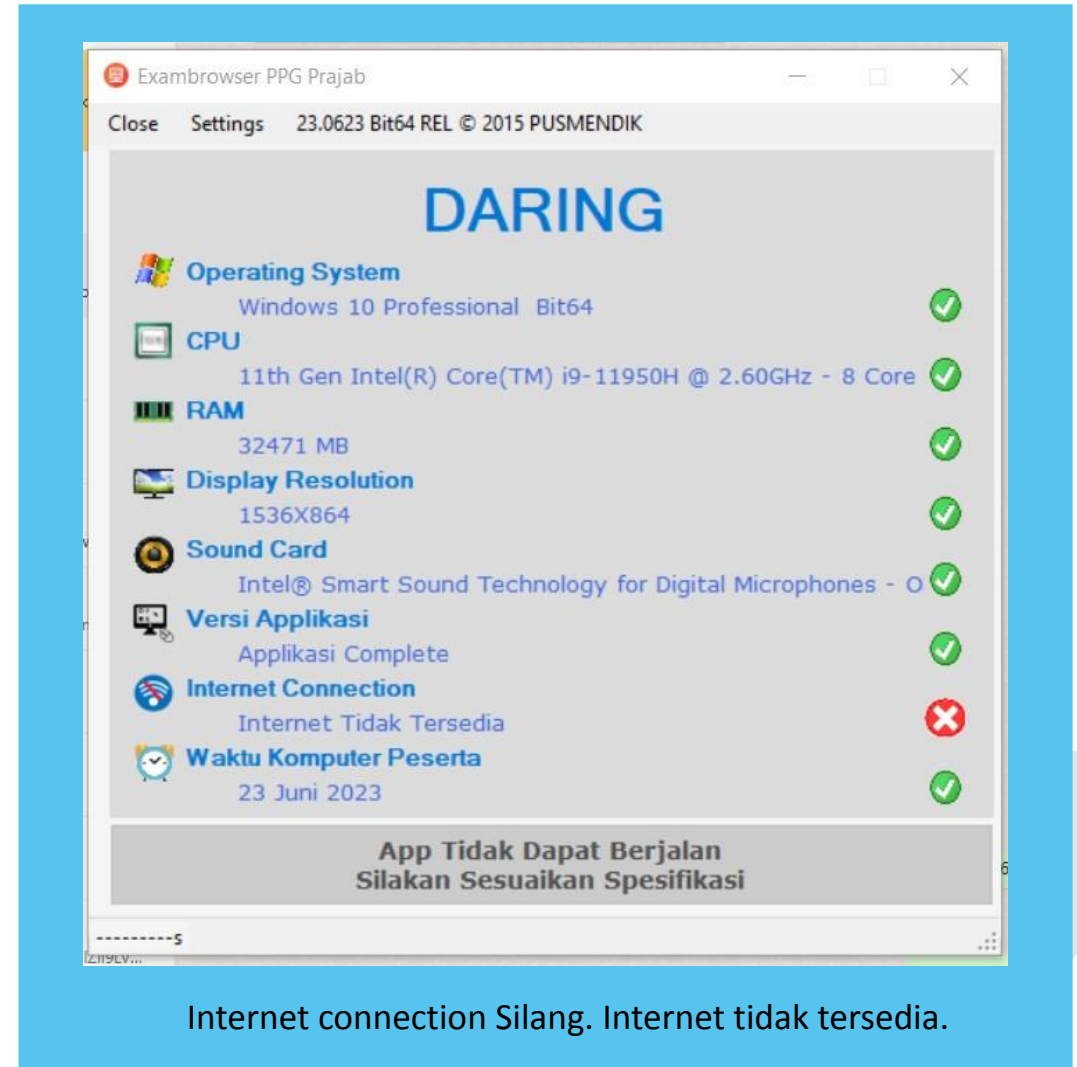 Exambrowser PPG Prajab
Close Settings 23.0623 Bit64 REL © 2015 PUSMENDIK
DARING
Operating System
Windows 10 Professional Bit64
CPU
11th Gen Intel(R) Core(TM) i9-11950H @ 2.60GHz - 8 Core
RAM
32471 MB
Display Resolution
1536X864
Sound Card
Intel® Smart Sound Technology for Digital Microphones - O
Versi Applikasi
Applikasi Complete
Internet Connection
Internet Tidak Tersedia
Waktu Komputer Peserta
23 Juni 2023
App Tidak Dapat Berjalan
Silakan Sesuaikan Spesifikasi
---------s
Internet connection Silang. Internet tidak tersedia.